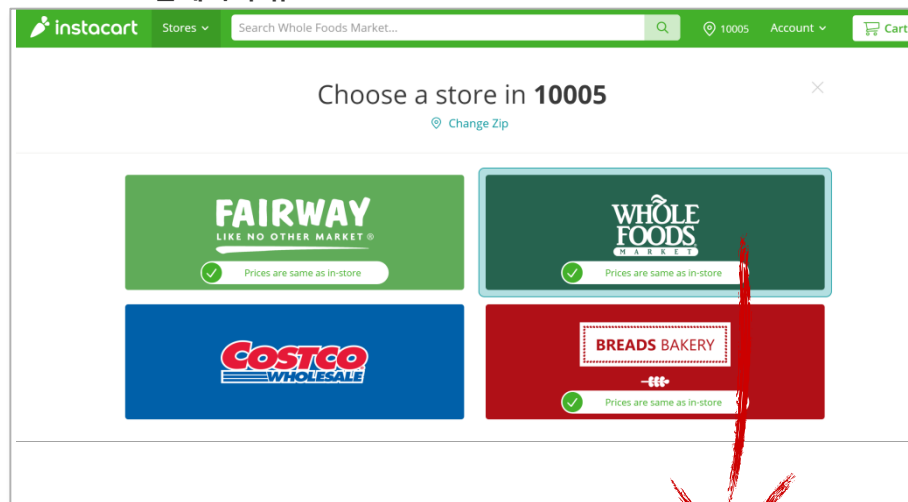 instacart Stores Search Whole Foods Market... 10005 Account Cart
Choose a store in 10005
Change Zip
FAIRWAY
LIKE NO OTHER MARKET ®
Prices are same as in-store
WHÕLE
FOODS
MARKET
Prices are same as in-store
COSTCO
WHOLESALE
BREADS BAKERY
Prices are same as in-store